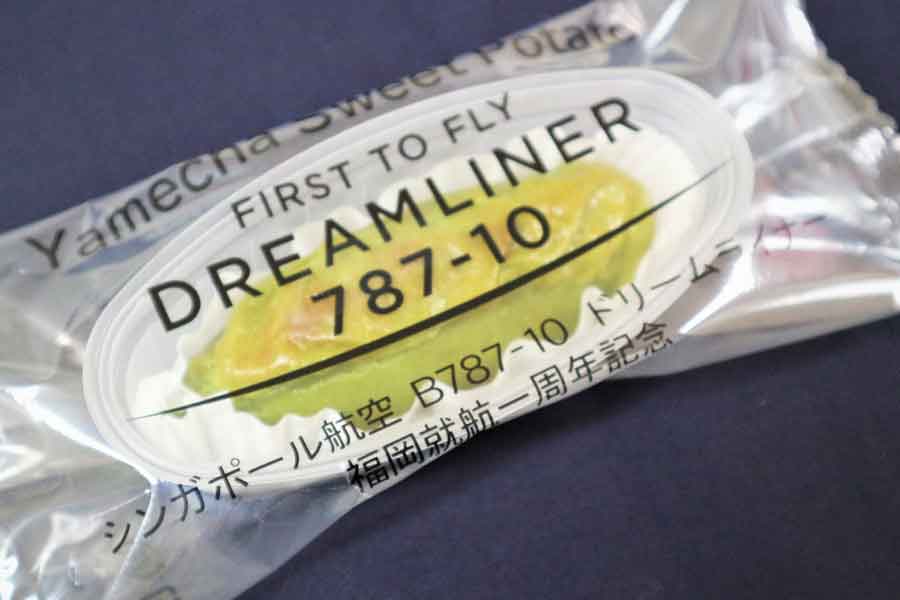 Yamecha Sweet Potato
FIRST TO FLY
DREAMLINER
787-10
シンガポール航空 B787-10 ドリームライナー
福岡就航一周年記念